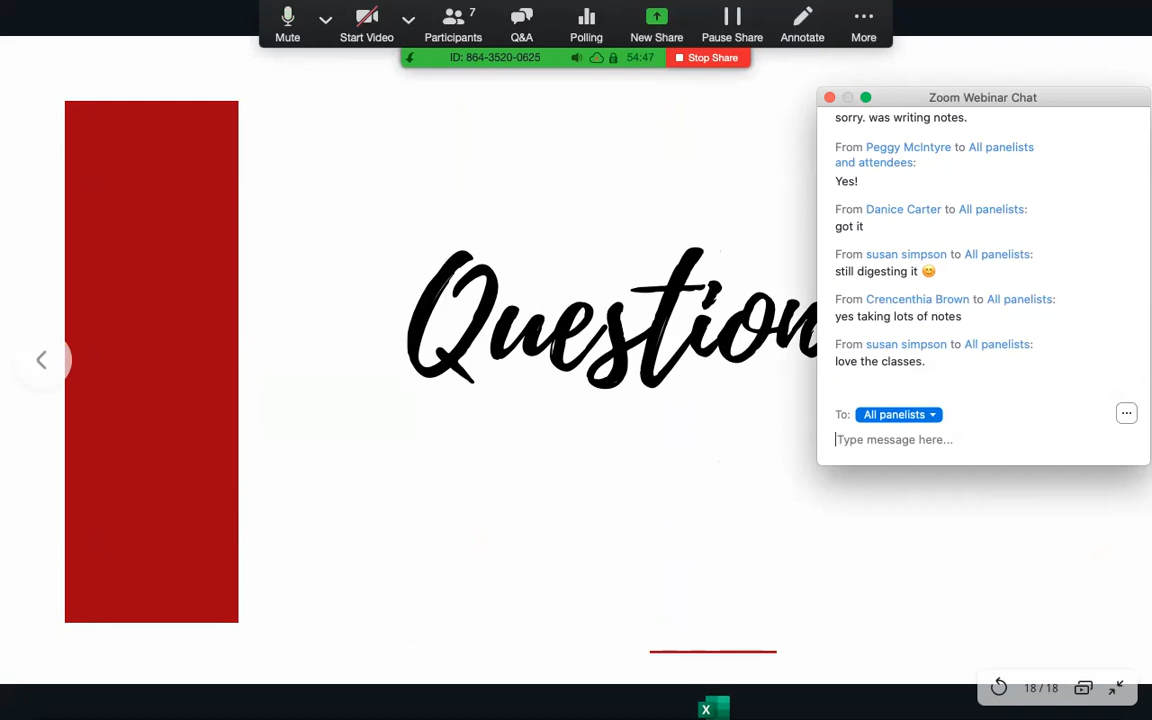 7
Mute
Start Video
Participants
Q&A
Polling
New Share
Pause Share
Annotate
More
ID: 864-3520-0625
54:47
Stop Share
Zoom Webinar Chat
sorry. was writing notes.
From Peggy McIntyre to All panelists
and attendees:
Yes!
From Danice Carter to All panelists:
got it
From susan simpson to All panelists:
still digesting it 😊
From Crencenthia Brown to All panelists:
yes taking lots of notes
From susan simpson to All panelists:
love the classes.
To: All panelists
Type message here...
Question
18 / 18
X